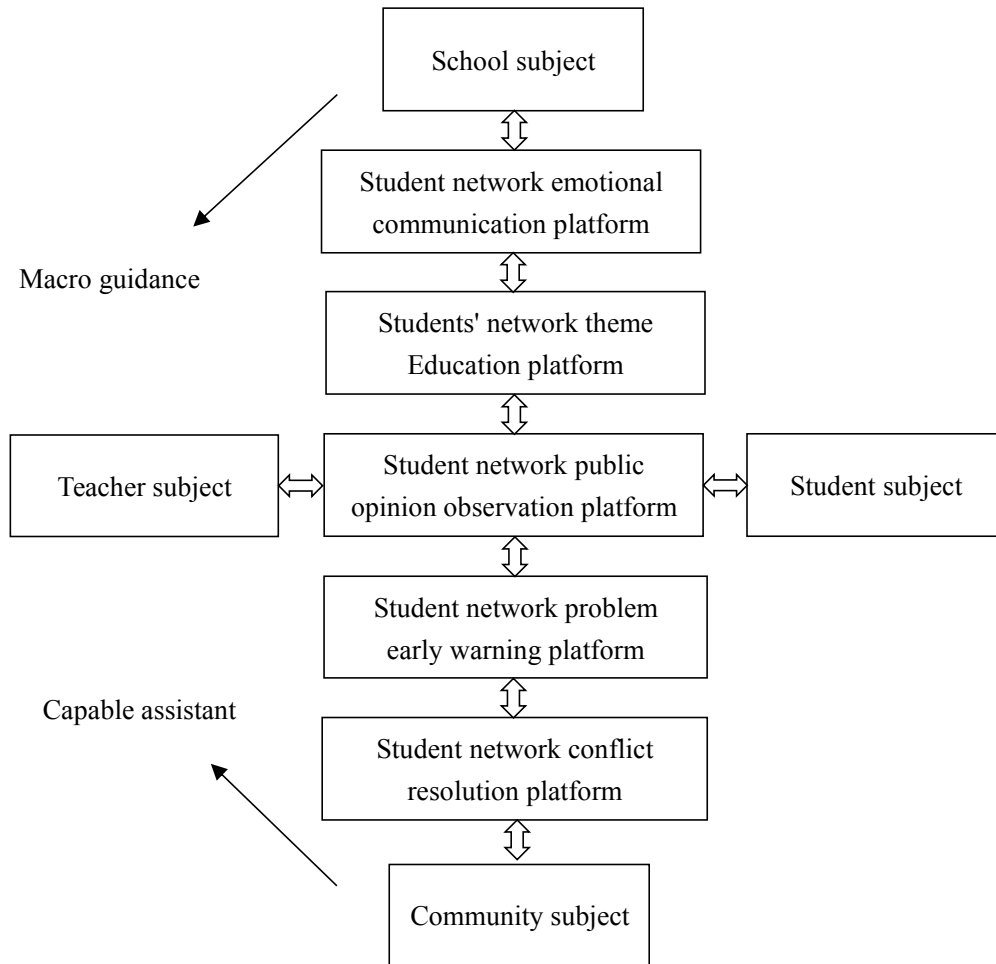 School subject
Student network emotional
communication platform
Macro guidance
Students' network theme
Education platform
Teacher subject
Student network public
opinion observation platform
Student subject
Student network problem
early warning platform
Capable assistant
Student network conflict
resolution platform
Community subject